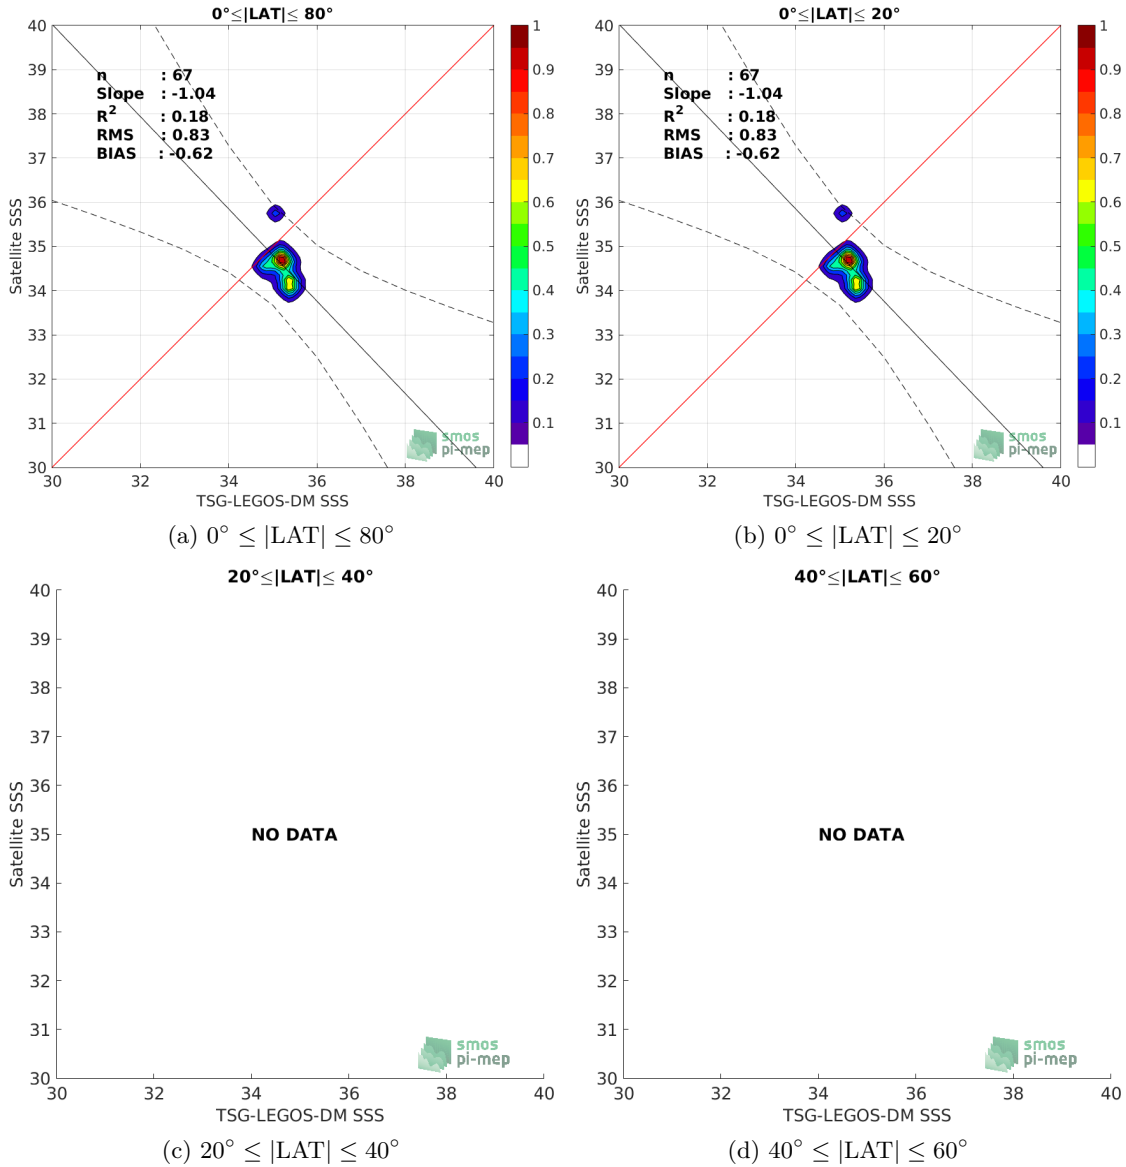 0°≤|LAT|≤ 80°
40
39
38
37
36
35
34
33
32
31
30
Satellite SSS
n : 67
Slope : -1.04
R² : 0.18
RMS : 0.83
BIAS : -0.62
smos
pi-mep
30 32 34 36 38 40
TSG-LEGOS-DM SSS
1
0.9
0.8
0.7
0.6
0.5
0.4
0.3
0.2
0.1
(a) 0° ≤ |LAT| ≤ 80°
0°≤|LAT|≤ 20°
40
39
38
37
36
35
34
33
32
31
30
Satellite SSS
n : 67
Slope : -1.04
R² : 0.18
RMS : 0.83
BIAS : -0.62
smos
pi-mep
30 32 34 36 38 40
TSG-LEGOS-DM SSS
1
0.9
0.8
0.7
0.6
0.5
0.4
0.3
0.2
0.1
(b) 0° ≤ |LAT| ≤ 20°
20°≤|LAT|≤ 40°
40
39
38
37
36
35
34
33
32
31
30
Satellite SSS
NO DATA
smos
pi-mep
30 32 34 36 38 40
TSG-LEGOS-DM SSS
(c) 20° ≤ |LAT| ≤ 40°
40°≤|LAT|≤ 60°
40
39
38
37
36
35
34
33
32
31
30
Satellite SSS
NO DATA
smos
pi-mep
30 32 34 36 38 40
TSG-LEGOS-DM SSS
(d) 40° ≤ |LAT| ≤ 60°